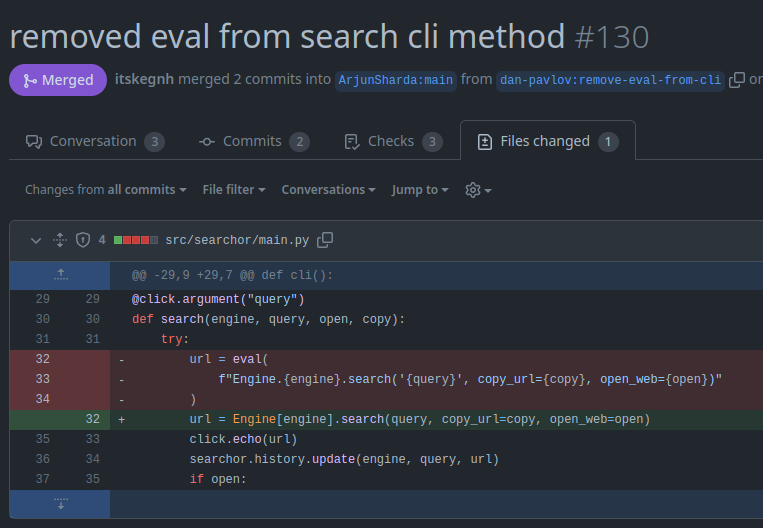 removed eval from search cli method #130
Merged itskegnh merged 2 commits into ArjunSharda:main from dan-pavlov:remove-eval-from-cli on
Conversation 3 Commits 2 Checks 3 Files changed 1
Changes from all commits File filter Conversations Jump to
4 src/searchor/main.py
@@ -29,9 +29,7 @@ def cli():
29 29 @click.argument("query")
30 30 def search(engine, query, open, copy):
31 31 try:
32 - url = eval(
33 - f"Engine.{engine}.search('{query}', copy_url={copy}, open_web={open})"
34 - )
32 + url = Engine[engine].search(query, copy_url=copy, open_web=open)
35 33 click.echo(url)
36 34 searchor.history.update(engine, query, url)
37 35 if open: